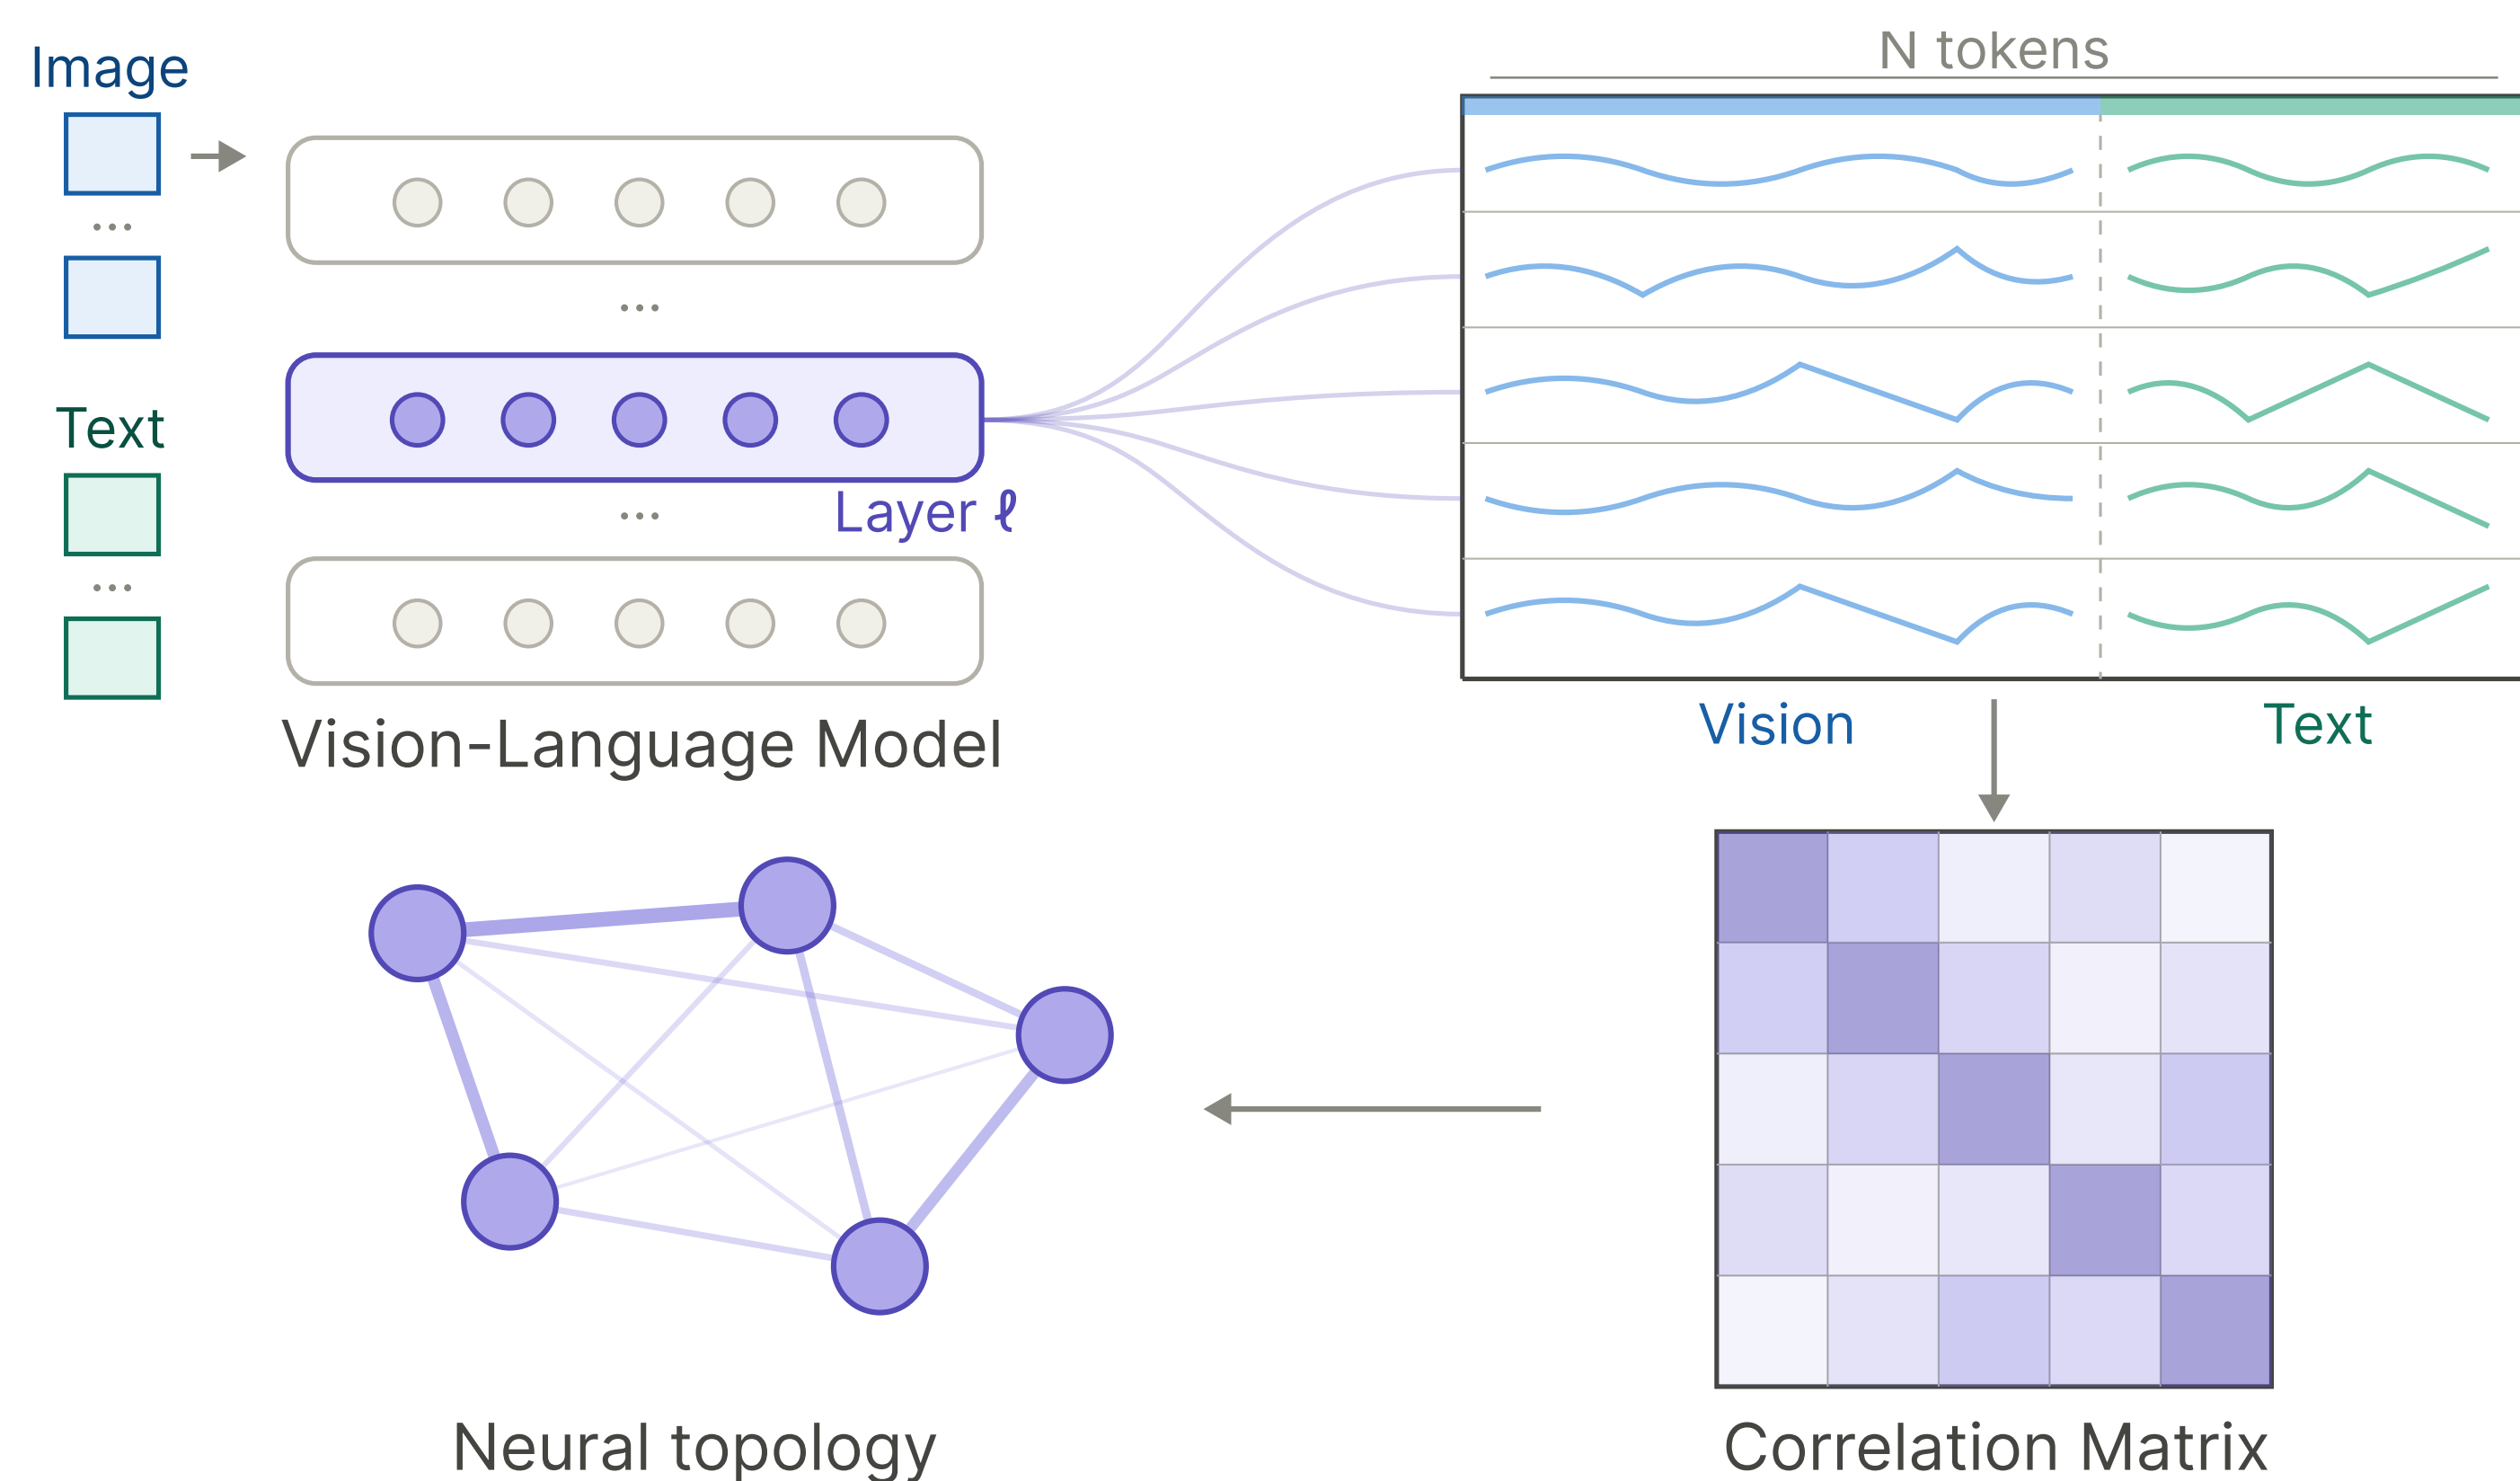 Image
N tokens
Text
Layer ℓ
Vision-Language Model
Vision
Text
Neural topology
Correlation Matrix